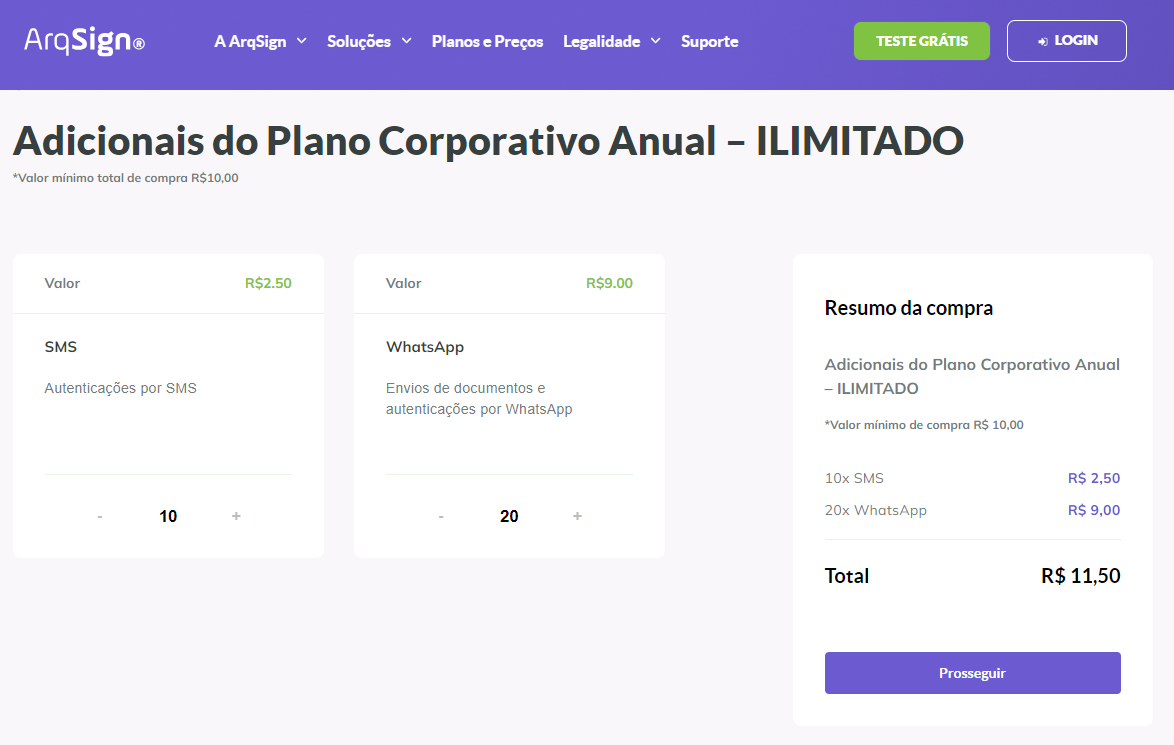 ArqSign®
A ArqSign
Soluções
Planos e Preços
Legalidade
Suporte
TESTE GRÁTIS
LOGIN
Adicionais do Plano Corporativo Anual – ILIMITADO
*Valor mínimo total de compra R$10,00
Valor R$2.50
SMS
Autenticações por SMS
- 10 +
Valor R$9.00
WhatsApp
Envios de documentos e
autenticações por WhatsApp
- 20 +
Resumo da compra
Adicionais do Plano Corporativo Anual
– ILIMITADO
*Valor mínimo de compra R$ 10,00
10x SMS R$ 2,50
20x WhatsApp R$ 9,00
Total R$ 11,50
Prosseguir